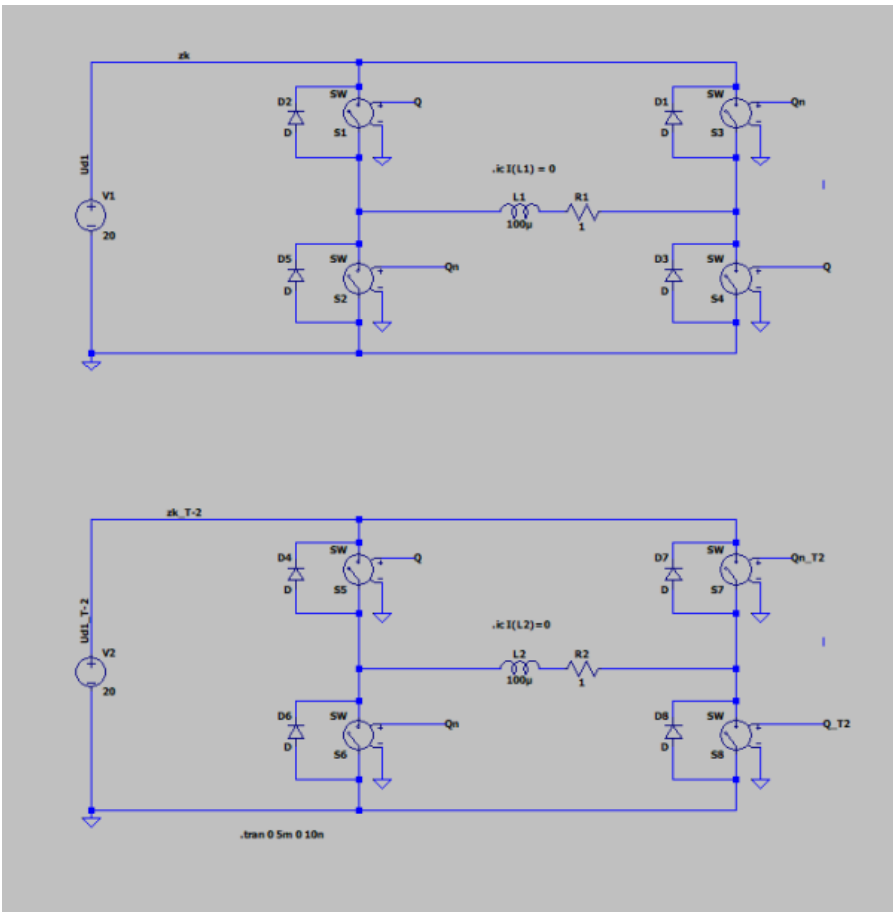 zk
D2
SW
Q
D
S1
D1
SW
Qn
D
S3
Ud1
V1
20
.ic I(L1) = 0
L1
100µ
R1
1
D5
SW
Qn
D
S2
D3
SW
Q
D
S4
zk_T-2
D4
SW
Q
D
S5
D7
SW
Qn_T2
D
S7
Ud1_T-2
V2
20
.ic I(L2)=0
L2
100µ
R2
1
D6
SW
Qn
D
S6
D8
SW
Q_T2
D
S8
.tran 0 5m 0 10n